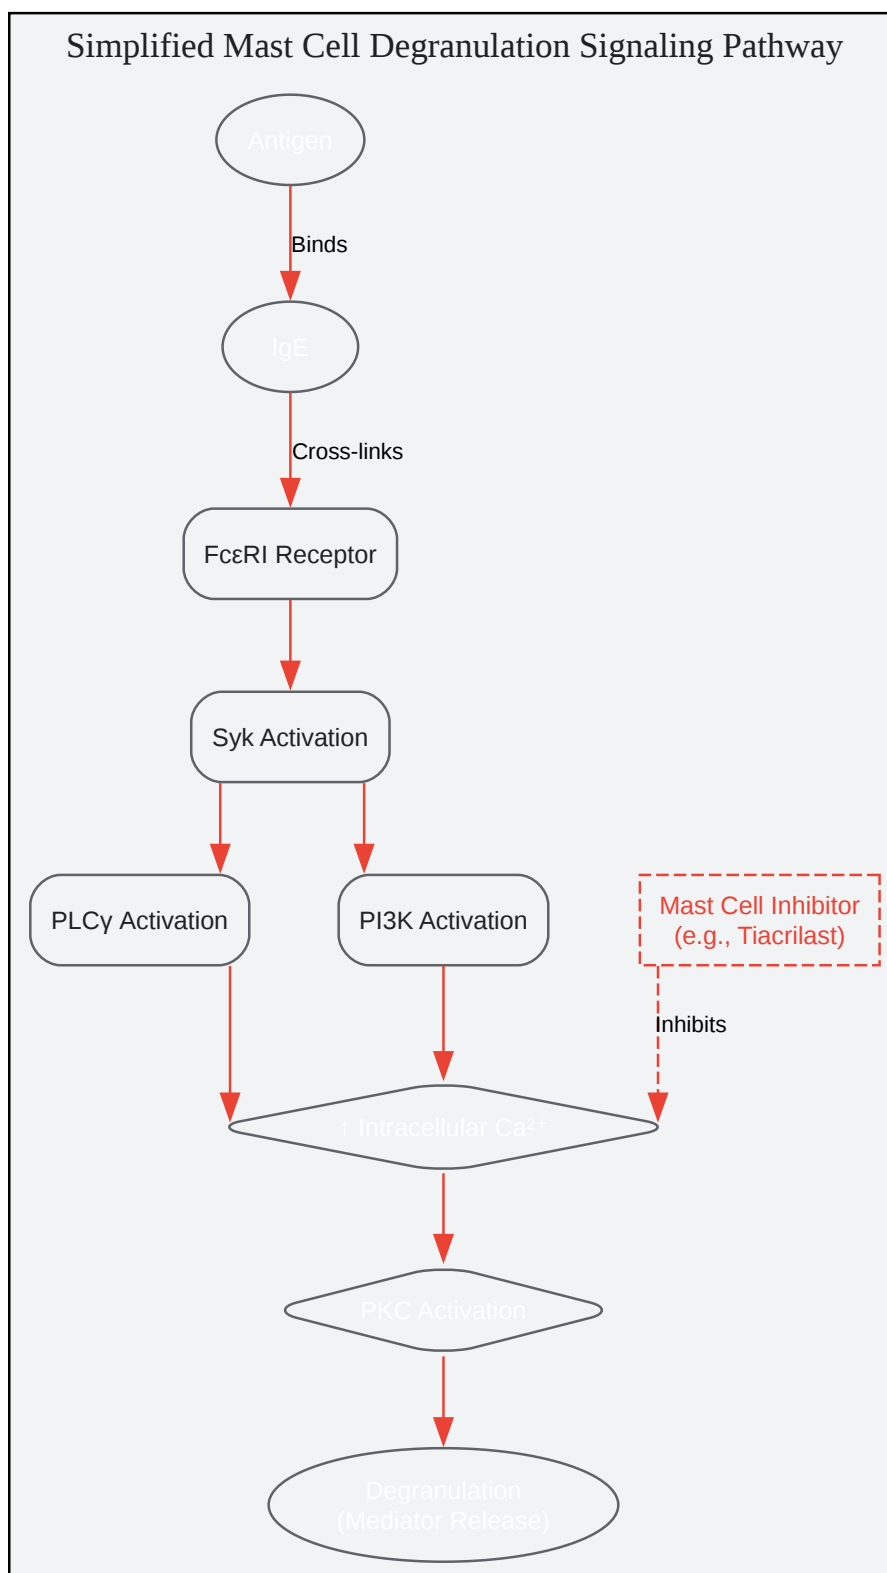 Simplified Mast Cell Degranulation Signaling Pathway
Antigen
Binds
IgE
Cross-links
FcεRI Receptor
Syk Activation
PLCγ Activation
PI3K Activation
Mast Cell Inhibitor
(e.g., Tiacrilast)
Inhibits
↑ Intracellular Ca²⁺
PKC Activation
Degranulation
(Mediator Release)